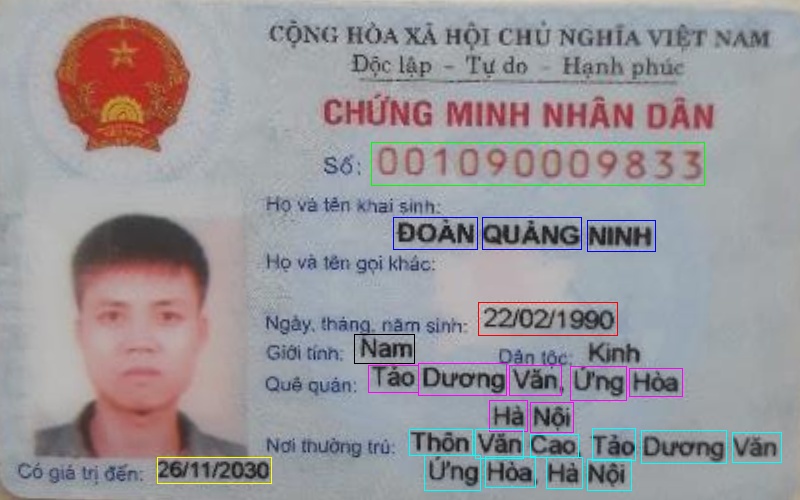 CỘNG HÒA XÃ HỘI CHỦ NGHĨA VIỆT NAM
Độc lập - Tự do - Hạnh phúc
CHỨNG MINH NHÂN DÂN
Số: 001090009833
Họ và tên khai sinh:
ĐOÀN QUẢNG NINH
Họ và tên gọi khác:
Ngày, tháng, năm sinh: 22/02/1990
Giới tính: Nam Dân tộc: Kinh
Quê quán: Tảo Dương Văn, Ứng Hòa
Hà Nội
Nơi thường trú: Thôn Văn Cao, Tảo Dương Văn
Ứng Hòa, Hà Nội
Có giá trị đến: 26/11/2030